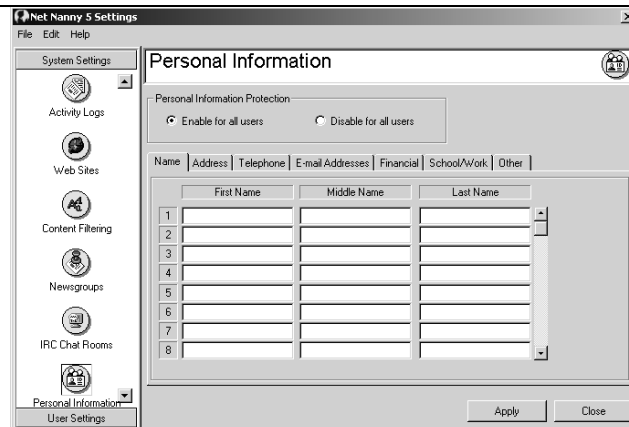 Net Nanny 5 Settings
File Edit Help
System Settings
Activity Logs
Web Sites
Content Filtering
Newsgroups
IRC Chat Rooms
Personal Information
User Settings
Personal Information
Personal Information Protection
Enable for all users Disable for all users
Name Address Telephone E-mail Addresses Financial School/Work Other
First Name Middle Name Last Name
1
2
3
4
5
6
7
8
Apply Close